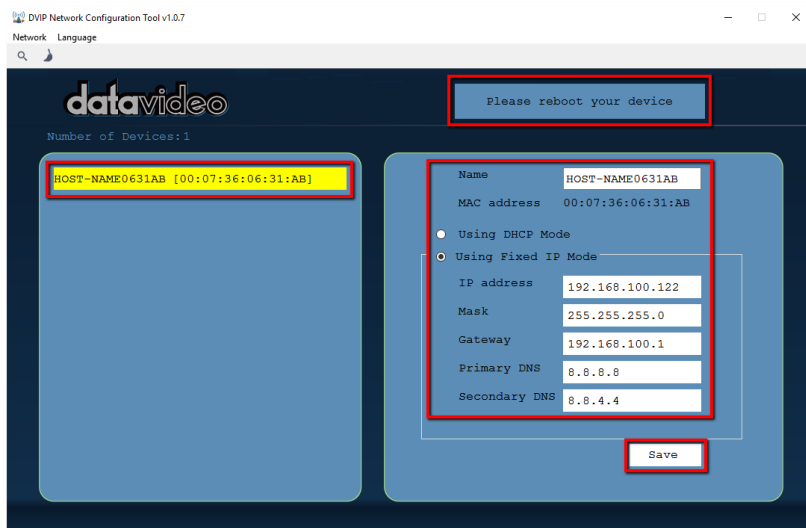 DVIP Network Configuration Tool v1.0.7
Network Language
datavideo
Please reboot your device
Number of Devices:1
HOST-NAME0631AB [00:07:36:06:31:AB]
Name HOST-NAME0631AB
MAC address 00:07:36:06:31:AB
Using DHCP Mode
Using Fixed IP Mode
IP address 192.168.100.122
Mask 255.255.255.0
Gateway 192.168.100.1
Primary DNS 8.8.8.8
Secondary DNS 8.8.4.4
Save